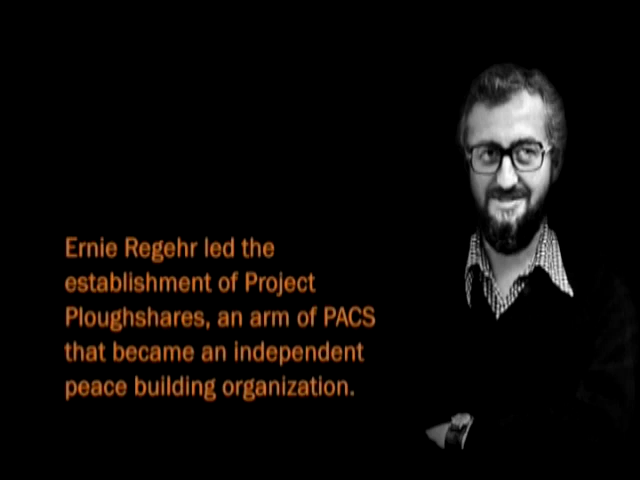 Ernie Regehr led the
establishment of Project
Ploughshares, an arm of PACS
that became an independent
peace building organization.